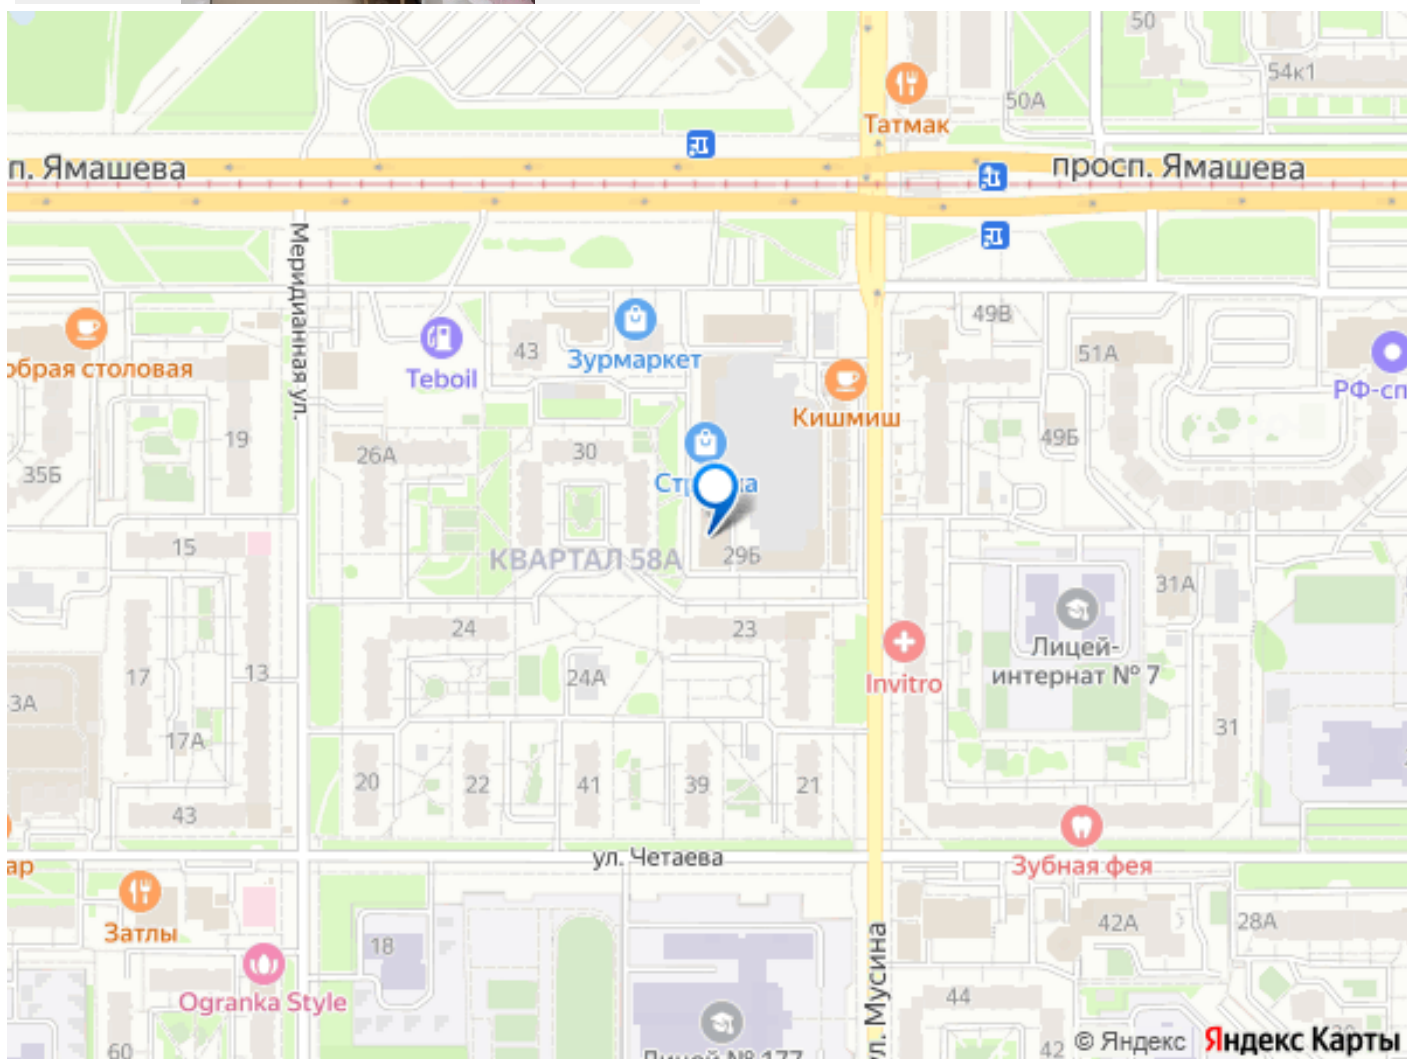 50
54к1
50А
Татмак
п. Ямашева
просп. Ямашева
Меридианная ул.
49В
Зурмаркет
43
51А
обрая столовая
Teboil
РФ-сп
Кишмиш
19
26А
30
49Б
35Б
КВАРТАЛ 58А
29Б
15
31А
24
23
Лицей-
интернат № 7
17
13
24А
Invitro
3А
17А
31
20
22
41
39
21
43
ул. Четаева
Зубная фея
ар
Затлы
18
42А
28А
ул. Мусина
Ogranka Style
44
60
Лицей № 177
42
© Яндекс
Яндекс Карты